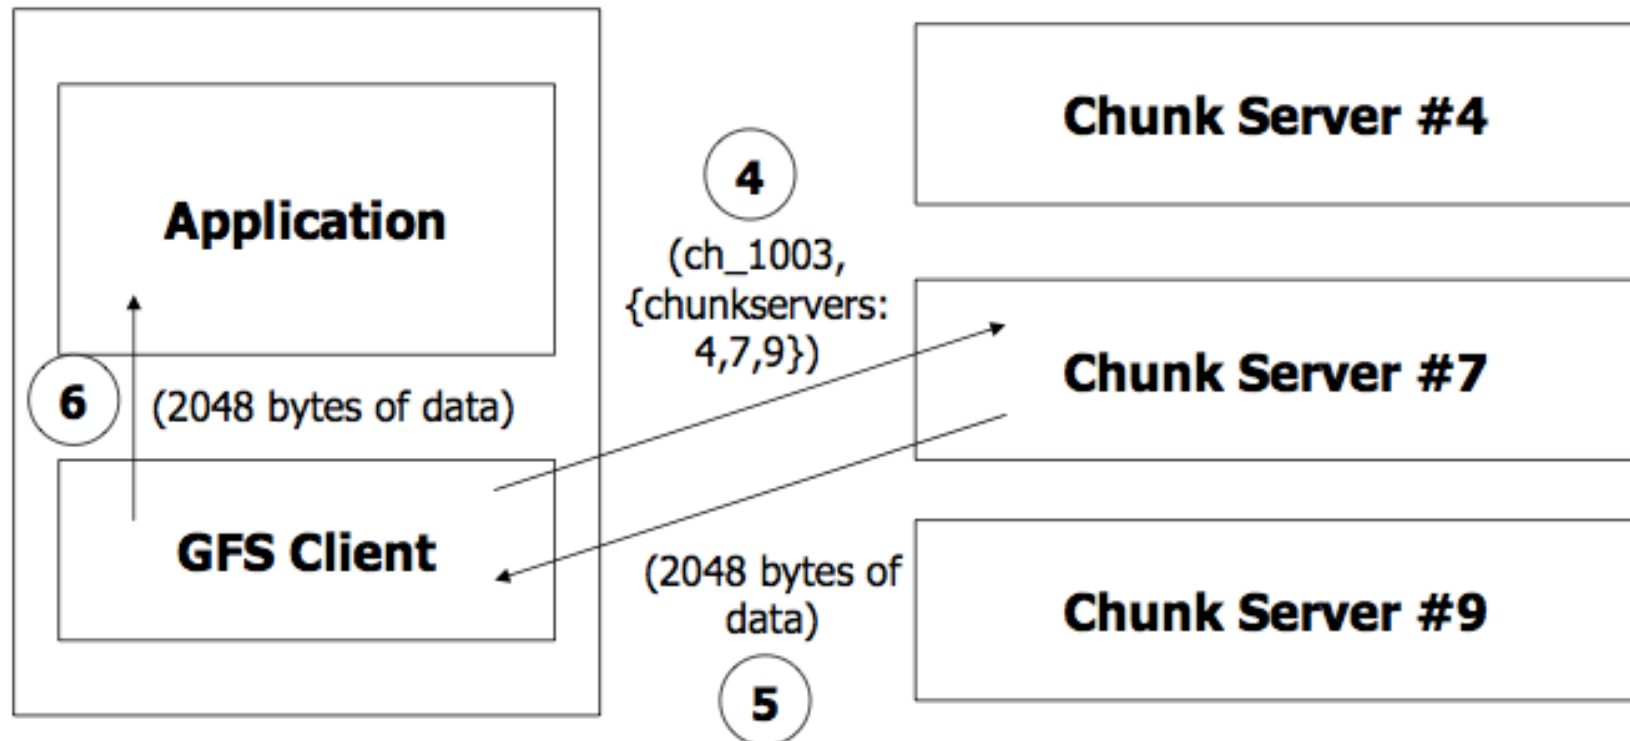 Application
6
(2048 bytes of data)
GFS Client
4
(ch_1003,
{chunkservers:
4,7,9})
(2048 bytes of
data)
5
Chunk Server #4
Chunk Server #7
Chunk Server #9